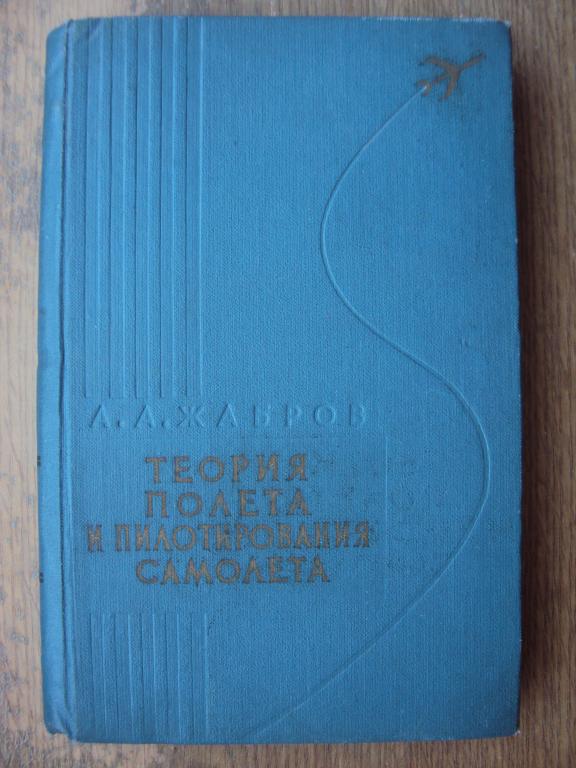 А. А. ЖАБРОВ
ТЕОРИЯ
ПОЛЕТА
И ПИЛОТИРОВАНИЯ
САМОЛЕТА